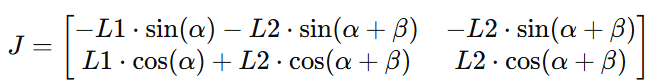 J = [ −L1 · sin(α) − L2 · sin(α + β)   −L2 · sin(α + β)
L1 · cos(α) + L2 · cos(α + β)   L2 · cos(α + β) ]